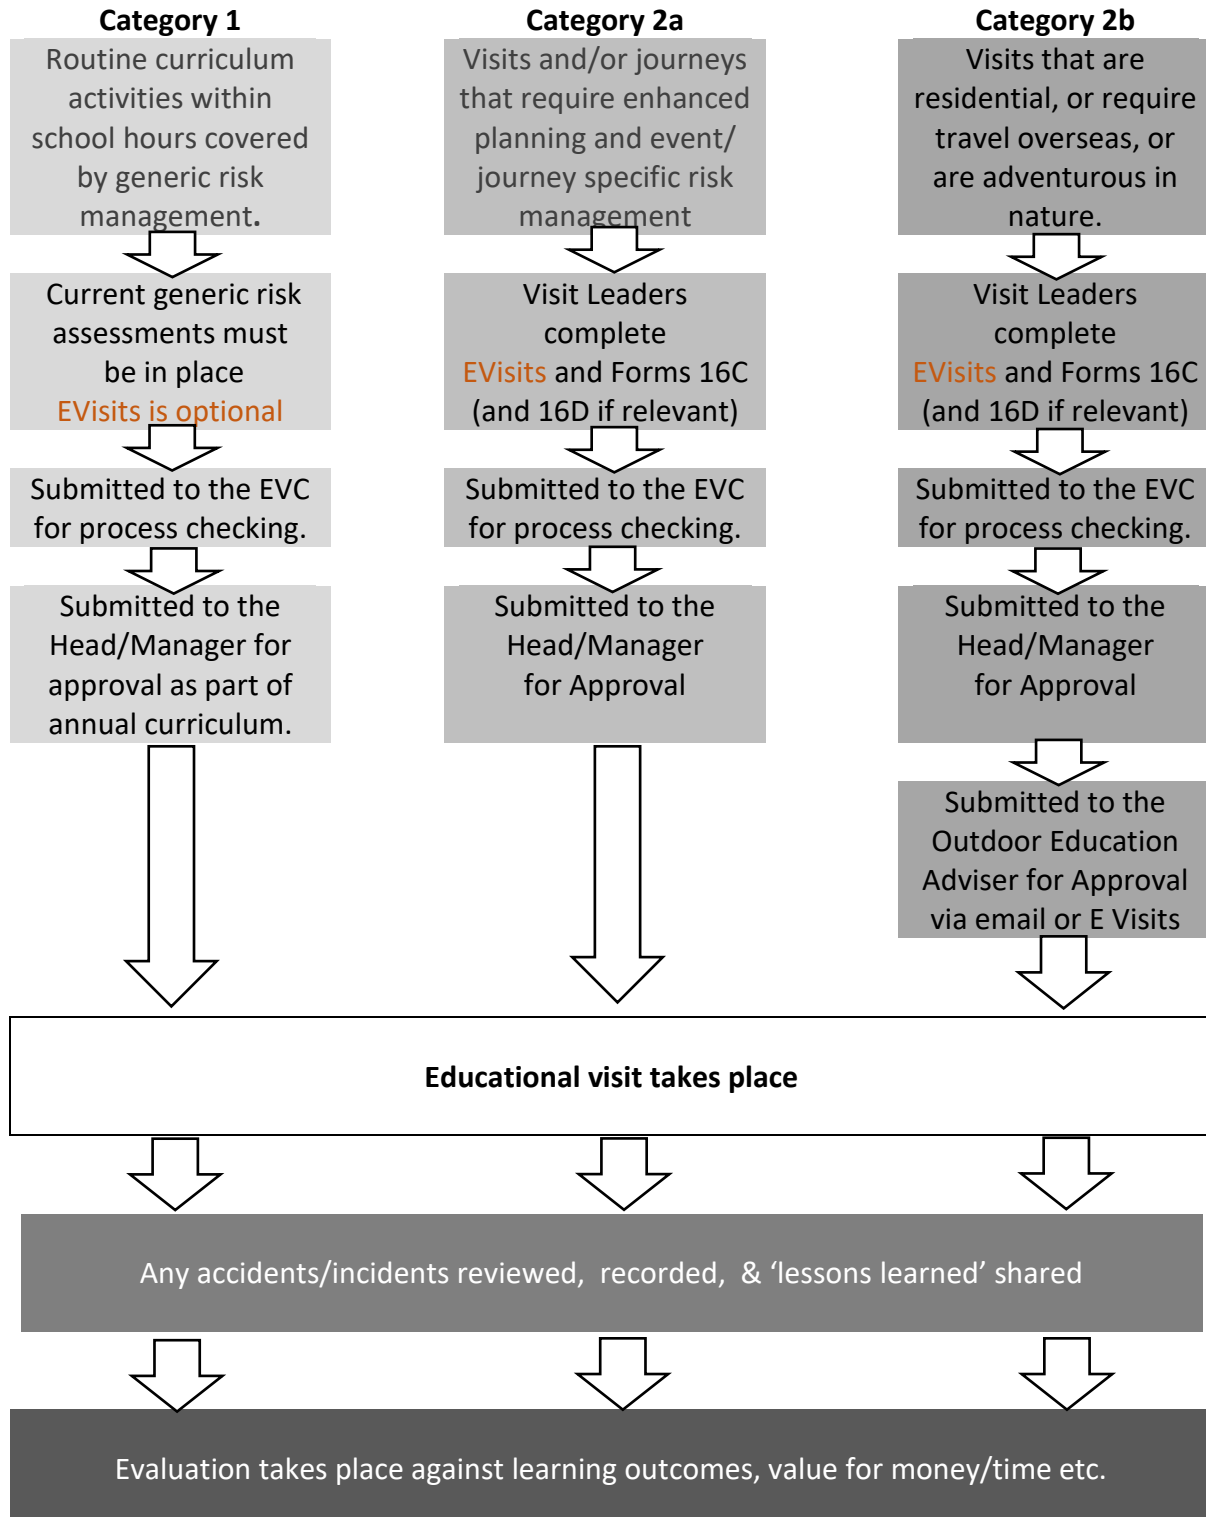 Category 1
Routine curriculum
activities within
school hours covered
by generic risk
management.
Current generic risk
assessments must
be in place
EVisits is optional
Submitted to the EVC
for process checking.
Submitted to the
Head/Manager for
approval as part of
annual curriculum.
Category 2a
Visits and/or journeys
that require enhanced
planning and event/
journey specific risk
management
Visit Leaders
complete
EVisits and Forms 16C
(and 16D if relevant)
Submitted to the EVC
for process checking.
Submitted to the
Head/Manager
for Approval
Category 2b
Visits that are
residential, or require
travel overseas, or
are adventurous in
nature.
Visit Leaders
complete
EVisits and Forms 16C
(and 16D if relevant)
Submitted to the EVC
for process checking.
Submitted to the
Head/Manager
for Approval
Submitted to the
Outdoor Education
Adviser for Approval
via email or E Visits
Educational visit takes place
Any accidents/incidents reviewed,  recorded,  & ‘lessons learned’ shared
Evaluation takes place against learning outcomes, value for money/time etc.